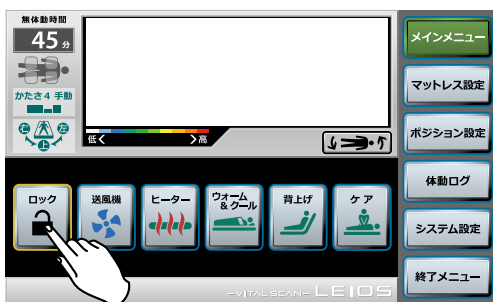 無体動時間
45分
かたさ4 手動
右 左
上
低< >高
メインメニュー
マットレス設定
ポジション設定
体動ログ
システム設定
終了メニュー
ロック
送風機
ヒーター
ウォーム
&クール
背上げ
ケア
-VITAL SCAN- LEIOS